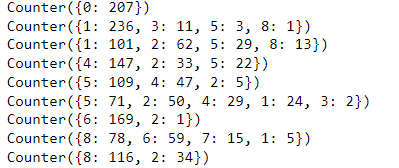 Counter({0: 207})
Counter({1: 236, 3: 11, 5: 3, 8: 1})
Counter({1: 101, 2: 62, 5: 29, 8: 13})
Counter({4: 147, 2: 33, 5: 22})
Counter({5: 109, 4: 47, 2: 5})
Counter({5: 71, 2: 50, 4: 29, 1: 24, 3: 2})
Counter({6: 169, 2: 1})
Counter({8: 78, 6: 59, 7: 15, 1: 5})
Counter({8: 116, 2: 34})